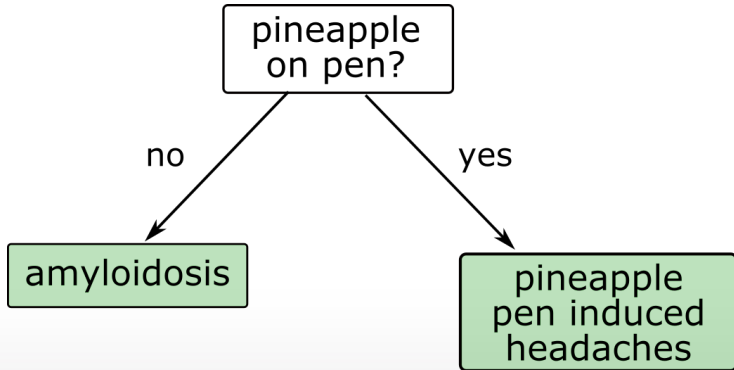 pineapple
on pen?
no
yes
amyloidosis
pineapple
pen induced
headaches